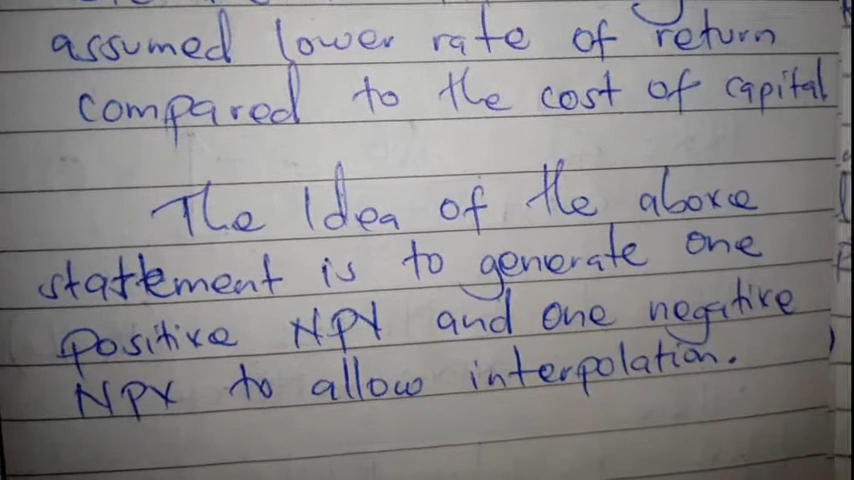 assumed lower rate of return
compared to the cost of capital
The Idea of the above
stattement is to generate one
positive NPV and one negative
NPV to allow interpolation.